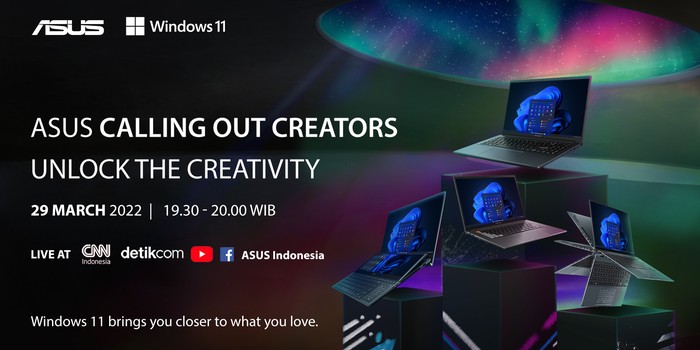 ASUS Windows 11
ASUS CALLING OUT CREATORS
UNLOCK THE CREATIVITY
29 MARCH 2022 | 19.30 - 20.00 WIB
LIVE AT CNN Indonesia detikcom f ASUS Indonesia
Windows 11 brings you closer to what you love.